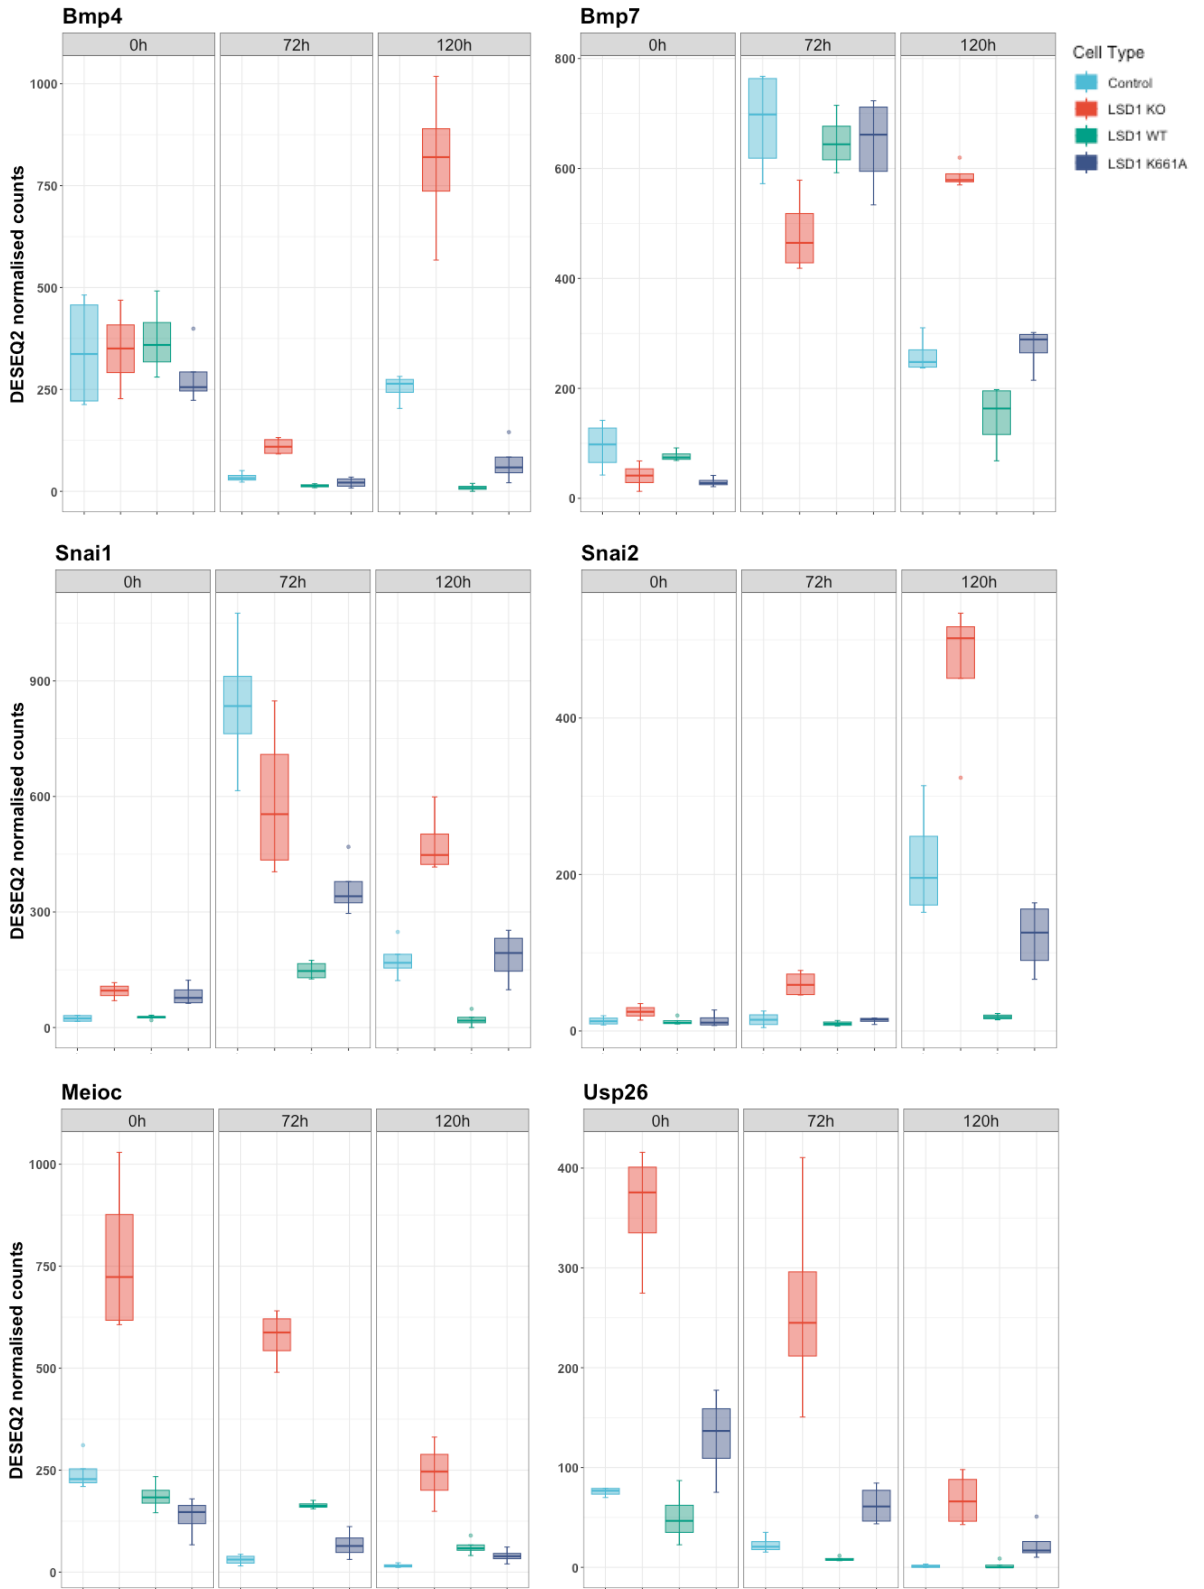 Bmp4
0h 72h 120h
1000
750
500
250
0
DESEQ2 normalised counts
Bmp7
0h 72h 120h
800
600
400
200
0
Cell Type
Control
LSD1 KO
LSD1 WT
LSD1 K661A
Snai1
0h 72h 120h
900
600
300
0
DESEQ2 normalised counts
Snai2
0h 72h 120h
400
200
0
Meioc
0h 72h 120h
1000
750
500
250
0
DESEQ2 normalised counts
Usp26
0h 72h 120h
400
300
200
100
0